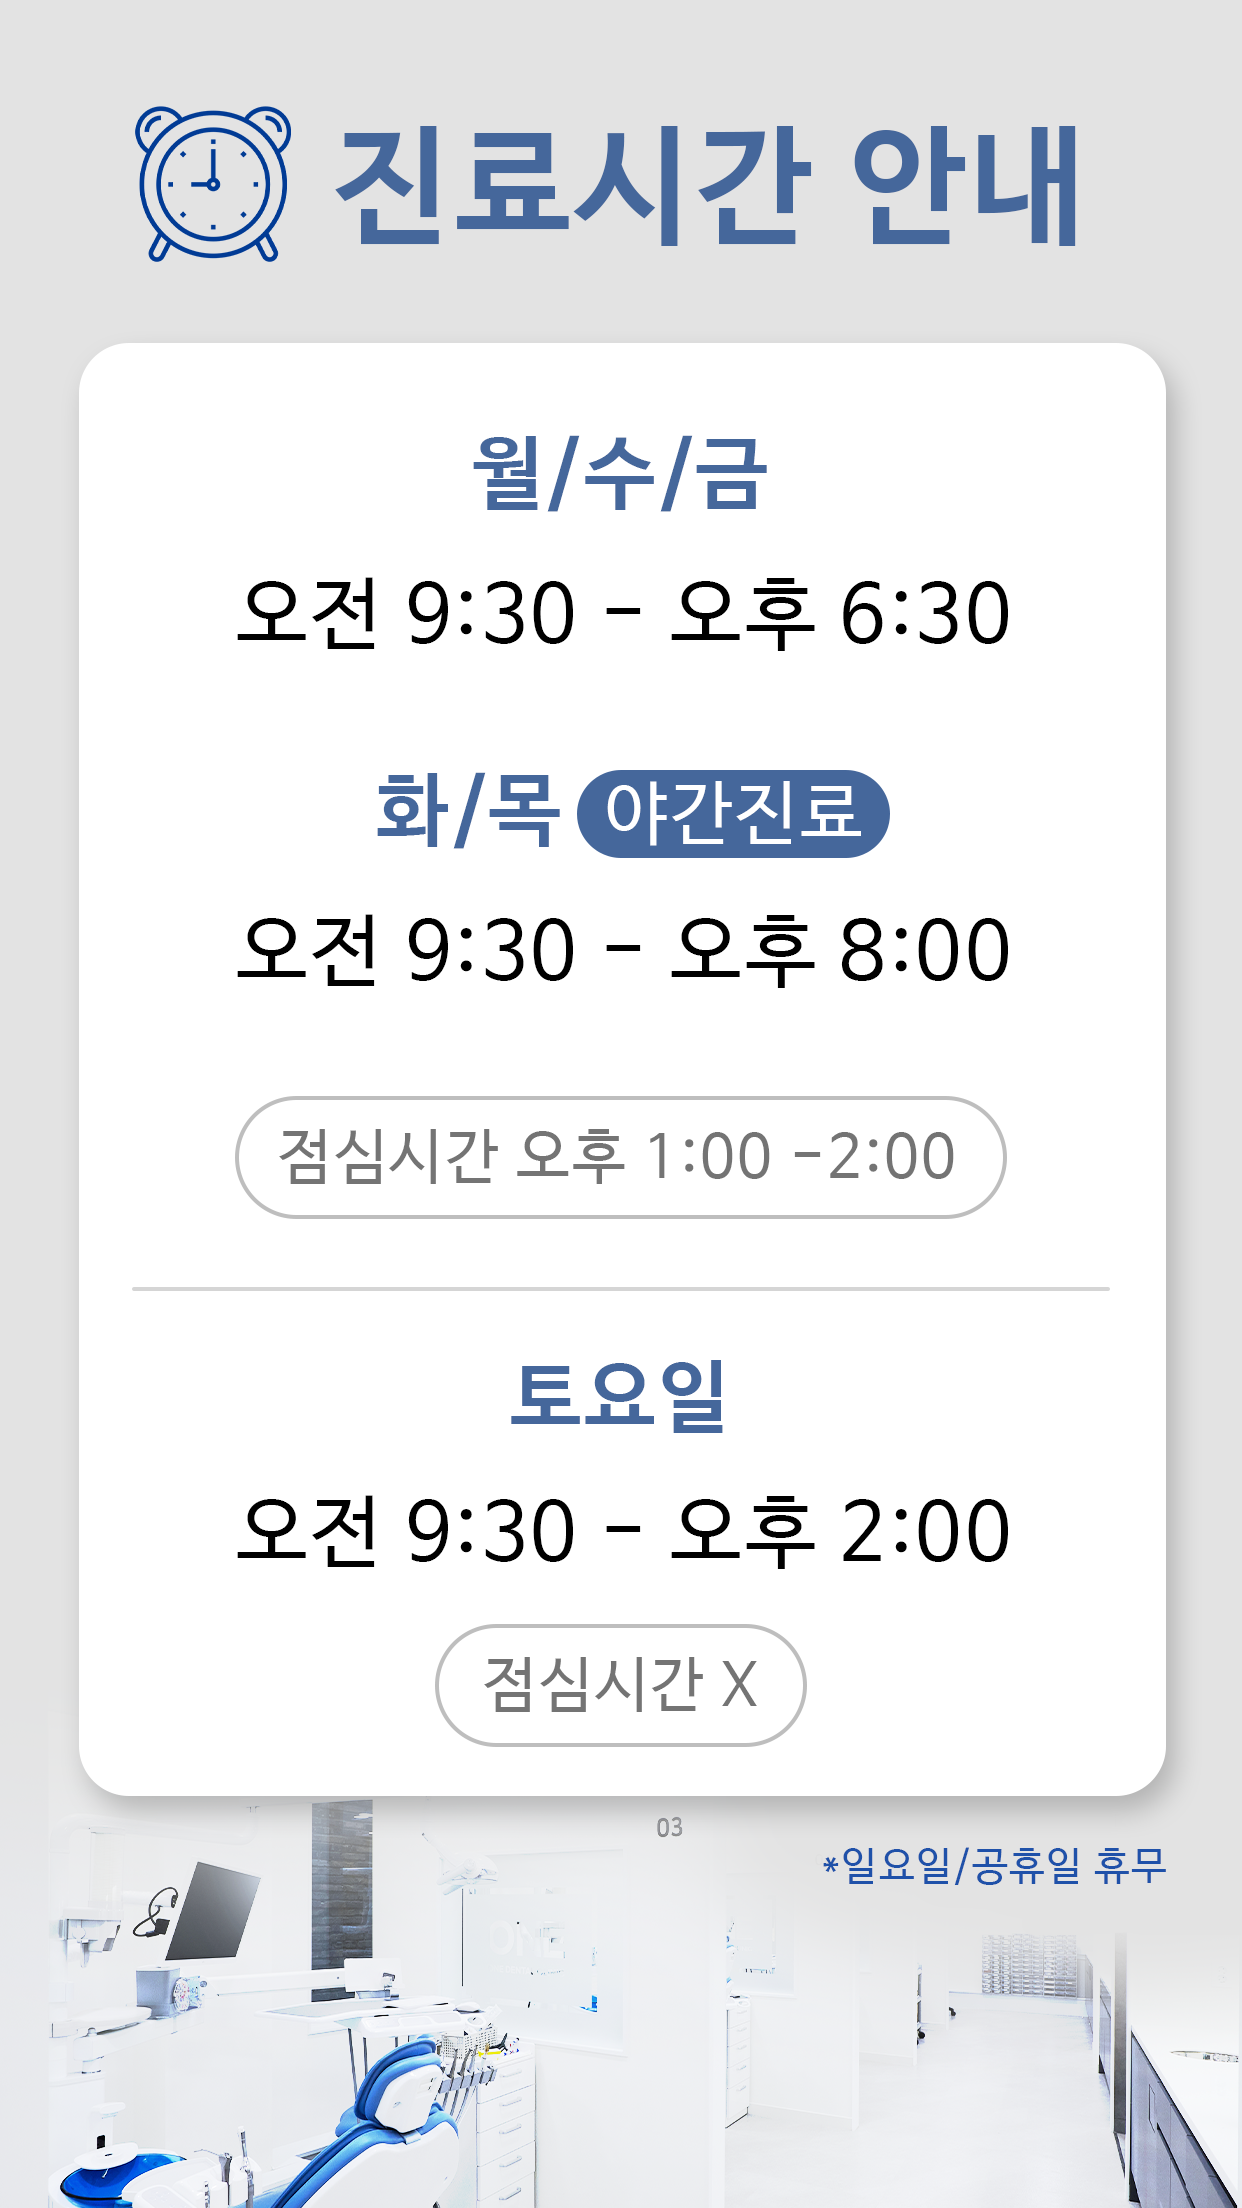 진료시간 안내
월/수/금
오전 9:30 - 오후 6:30
화/목 야간진료
오전 9:30 - 오후 8:00
점심시간 오후 1:00 -2:00
토요일
오전 9:30 - 오후 2:00
점심시간 X
03
*일요일/공휴일 휴무
ONE